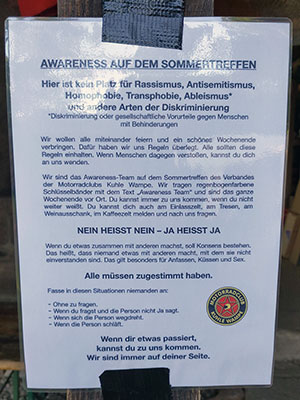 AWARENESS AUF DEM SOMMERTREFFEN
Hier ist kein Platz für Rassismus, Antisemitismus,
Homophobie, Transphobie, Ableismus*
und andere Arten der Diskriminierung
*Diskriminierung oder gesellschaftliche Vorurteile gegen Menschen
mit Behinderungen
Wir wollen alle miteinander feiern und ein schönes Wochenende
verbringen. Dafür haben wir uns Regeln überlegt. Alle sollten diese
Regeln einhalten. Wenn Menschen dagegen verstoßen, kannst du dich
an uns wenden.
Wir sind das Awareness-Team auf dem Sommertreffen des Verbandes
der Motorradclubs Kuhle Wampe. Wir tragen regenbogenfarbene
Schlüsselbänder mit dem Text „Awareness Team“ und sind das ganze
Wochenende vor Ort. Du kannst immer zu uns kommen, wenn du nicht
weiter weißt. Du kannst dich auch am Einlasszelt, am Tresen, am
Weinausschank, im Kaffeezelt melden und nach uns fragen.
NEIN HEISST NEIN – JA HEISST JA
Wenn du etwas zusammen mit anderen machst, soll Konsens bestehen.
Das heißt, dass niemand etwas mit anderen macht, mit dem sie nicht
einverstanden sind. Das gilt besonders für Anfassen, Küssen und Sex.
Alle müssen zugestimmt haben.
Fasse in diesen Situationen niemanden an:
- Ohne zu fragen.
- Wenn du fragst und die Person nicht Ja sagt.
- Wenn sich die Person wegdreht.
- Wenn die Person schläft.
MOTORRADCLUB
KUHLE WAMPE
Wenn dir etwas passiert,
kannst du zu uns kommen.
Wir sind immer auf deiner Seite.